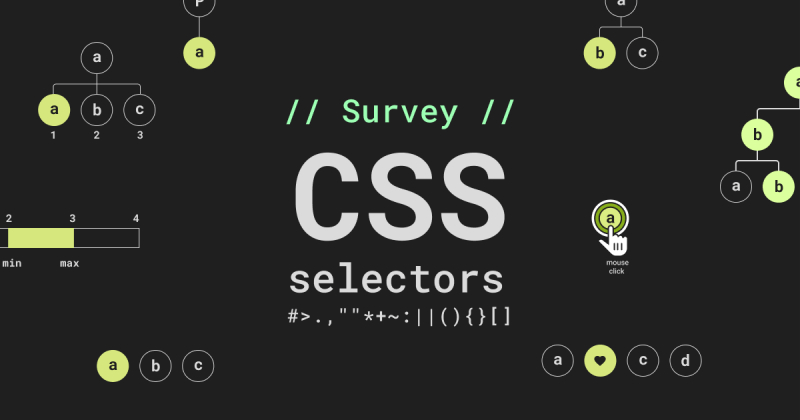 P
a
a
a b c
1 2 3
2 3 4
min max
a b c
// Survey //
CSS
selectors
#>.,""*+~:||(){}[]
a
b c
a
b
a b
a
mouse
click
a c d